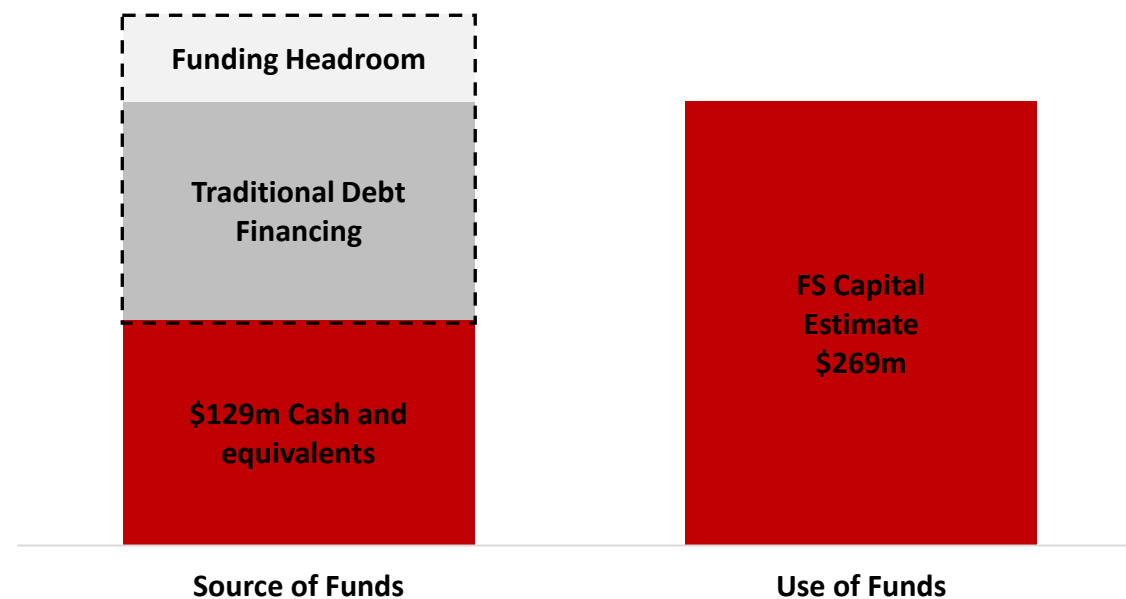 Funding Headroom
Traditional Debt
Financing
$129m Cash and
equivalents
FS Capital
Estimate
$269m
Source of Funds
Use of Funds